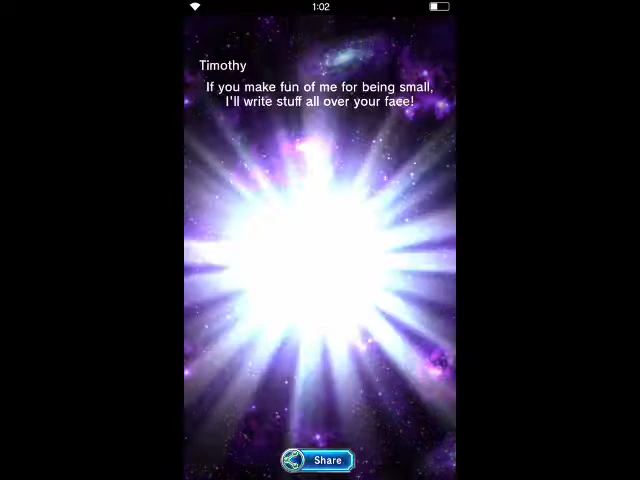 1:02
Timothy
If you make fun of me for being small,
I'll write stuff all over your face!
Share